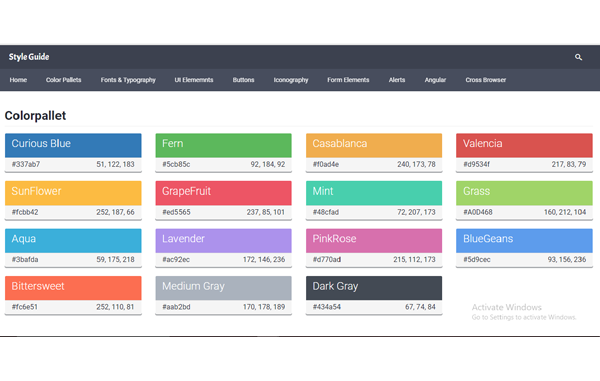 Style Guide
Home Color Pallets Fonts & Typography UI Elememnts Buttons Iconography Form Elements Alerts Angular Cross Browser
Colorpallet
Curious Blue Fern Casablanca Valencia
#337ab7 51, 122, 183 #5cb85c 92, 184, 92 #f0ad4e 240, 173, 78 #d9534f 217, 83, 79
SunFlower GrapeFruit Mint Grass
#fcbb42 252, 187, 66 #ed5565 237, 85, 101 #48cfad 72, 207, 173 #A0D468 160, 212, 104
Aqua Lavender PinkRose BlueGeans
#3bafda 59, 175, 218 #ac92ec 172, 146, 236 #d770ad 215, 112, 173 #5d9cec 93, 156, 236
Bittersweet Medium Gray Dark Gray
#fc6e51 252, 110, 81 #aab2bd 170, 178, 189 #434a54 67, 74, 84
Activate Windows
Go to Settings to activate Windows.